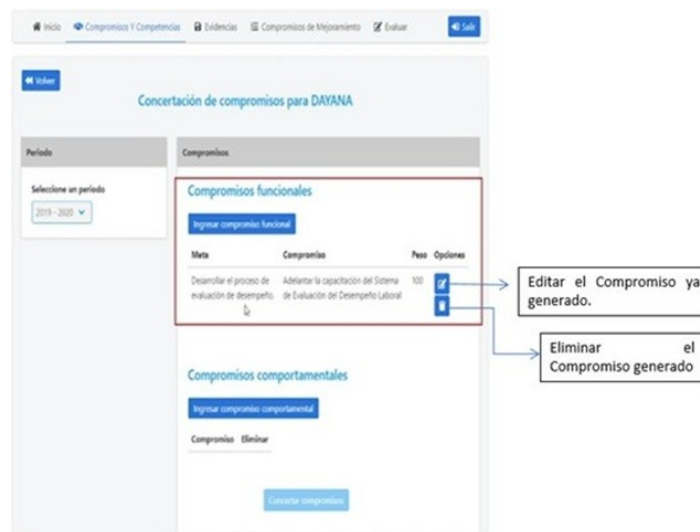 Inicio Compromisos Y Competencias Evidencias Compromisos de Mejoramiento Evaluar Salir
Volver
Concertación de compromisos para DAYANA
Periodo
Seleccione un periodo
2019 - 2020
Compromisos
Compromisos funcionales
Ingresar compromiso funcional
Meta Compromiso Peso Opciones
Desarrollar el proceso de Adelantar la capacitación del Sistema 100
evaluación de desempeño. de Evaluación del Desempeño Laboral
Editar el Compromiso ya
generado.
Eliminar el
Compromiso generado
Compromisos comportamentales
Ingresar compromiso comportamental
Compromiso Eliminar
Concertar compromisos